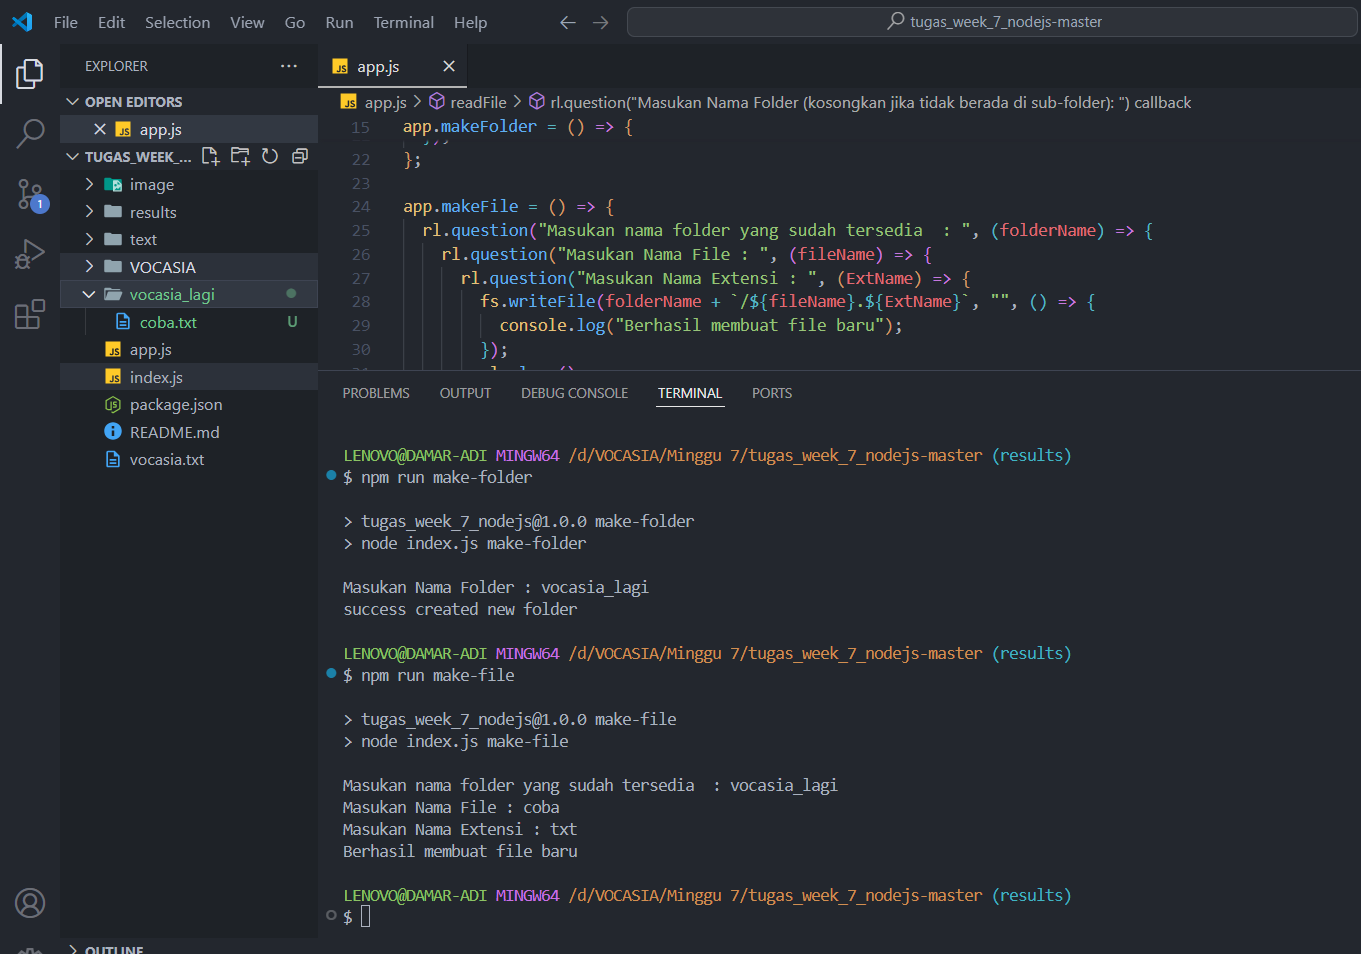 File Edit Selection View Go Run Terminal Help
tugas_week_7_nodejs-master
EXPLORER
OPEN EDITORS
JS app.js
TUGAS_WEEK_...
image
results
text
VOCASIA
vocasia_lagi
coba.txt U
JS app.js
JS index.js
package.json
README.md
vocasia.txt
OUTLINE
1
JS app.js
JS app.js > readFile > rl.question("Masukan Nama Folder (kosongkan jika tidak berada di sub-folder): ") callback
15 app.makeFolder = () => {
22 };
23
24 app.makeFile = () => {
25 rl.question("Masukan nama folder yang sudah tersedia  : ", (folderName) => {
26 rl.question("Masukan Nama File : ", (fileName) => {
27 rl.question("Masukan Nama Extensi : ", (ExtName) => {
28 fs.writeFile(folderName + `/${fileName}.${ExtName}`, "", () => {
29 console.log("Berhasil membuat file baru");
30 });
PROBLEMS OUTPUT DEBUG CONSOLE TERMINAL PORTS
LENOVO@DAMAR-ADI MINGW64 /d/VOCASIA/Minggu 7/tugas_week_7_nodejs-master (results)
$ npm run make-folder
> tugas_week_7_nodejs@1.0.0 make-folder
> node index.js make-folder
Masukan Nama Folder : vocasia_lagi
success created new folder
LENOVO@DAMAR-ADI MINGW64 /d/VOCASIA/Minggu 7/tugas_week_7_nodejs-master (results)
$ npm run make-file
> tugas_week_7_nodejs@1.0.0 make-file
> node index.js make-file
Masukan nama folder yang sudah tersedia  : vocasia_lagi
Masukan Nama File : coba
Masukan Nama Extensi : txt
Berhasil membuat file baru
LENOVO@DAMAR-ADI MINGW64 /d/VOCASIA/Minggu 7/tugas_week_7_nodejs-master (results)
$